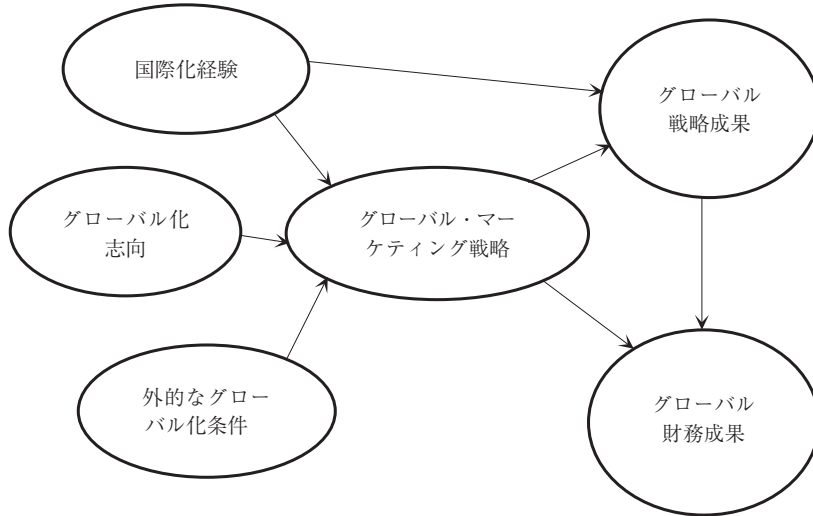 国際化経験
グローバル
戦略成果
グローバル化
志向
グローバル・マー
ケティング戦略
外的なグロー
バル化条件
グローバル
財務成果